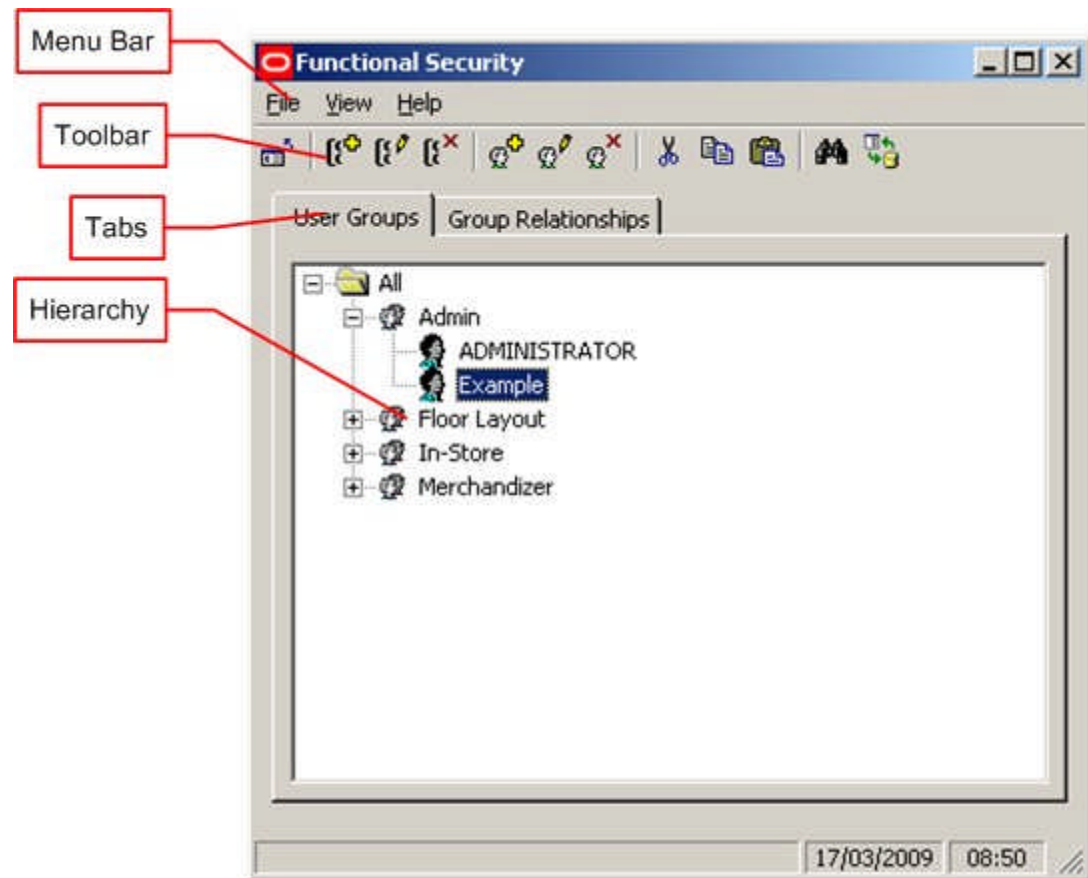 Menu Bar
Functional Security
File View Help
Toolbar
Tabs
User Groups Group Relationships
All
Hierarchy
Admin
ADMINISTRATOR
Example
Floor Layout
In-Store
Merchandizer
17/03/2009 08:50